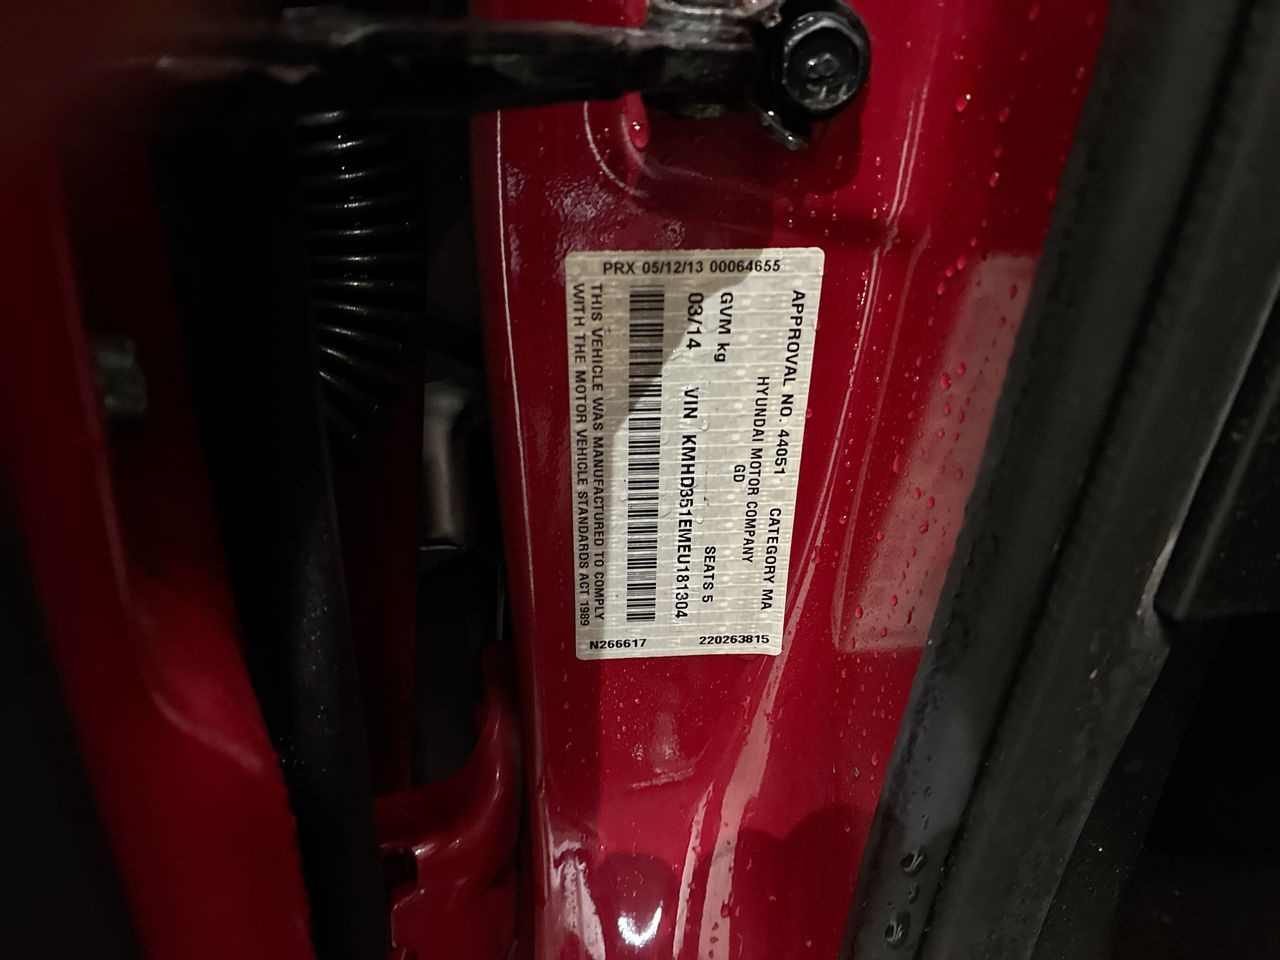 PRX 05/12/13 00064655
APPROVAL NO. 44051 CATEGORY MA
HYUNDAI MOTOR COMPANY
GD
GVM kg SEATS 5
03/14 VIN KMHD351EMEU181304
THIS VEHICLE WAS MANUFACTURED TO COMPLY
WITH THE MOTOR VEHICLE STANDARDS ACT 1989
N266617 220263815